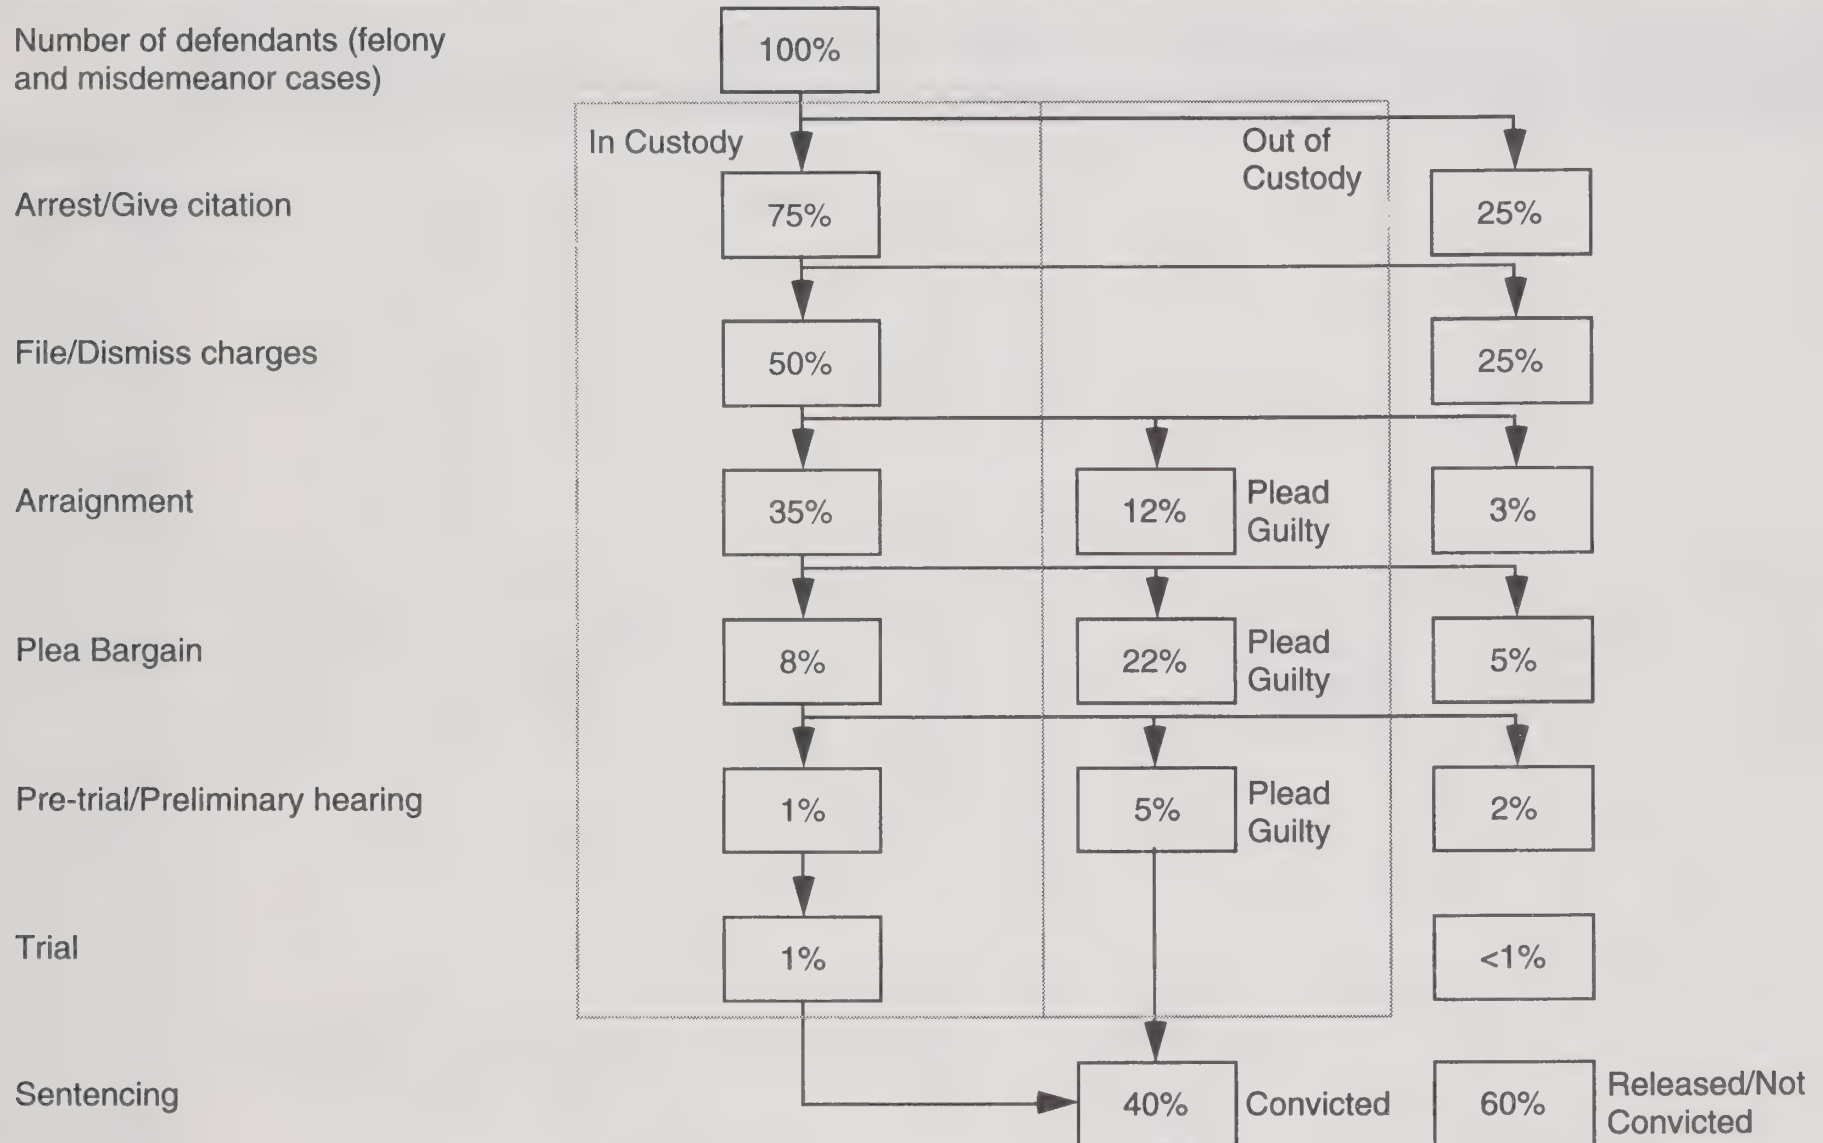 Number of defendants (felony
and misdemeanor cases)
100%
In Custody
Out of
Custody
Arrest/Give citation
75%
25%
File/Dismiss charges
50%
25%
Arraignment
35%
12%
Plead
Guilty
3%
Plea Bargain
8%
22%
Plead
Guilty
5%
Pre-trial/Preliminary hearing
1%
5%
Plead
Guilty
2%
Trial
1%
<1%
Sentencing
40%
Convicted
60%
Released/Not
Convicted